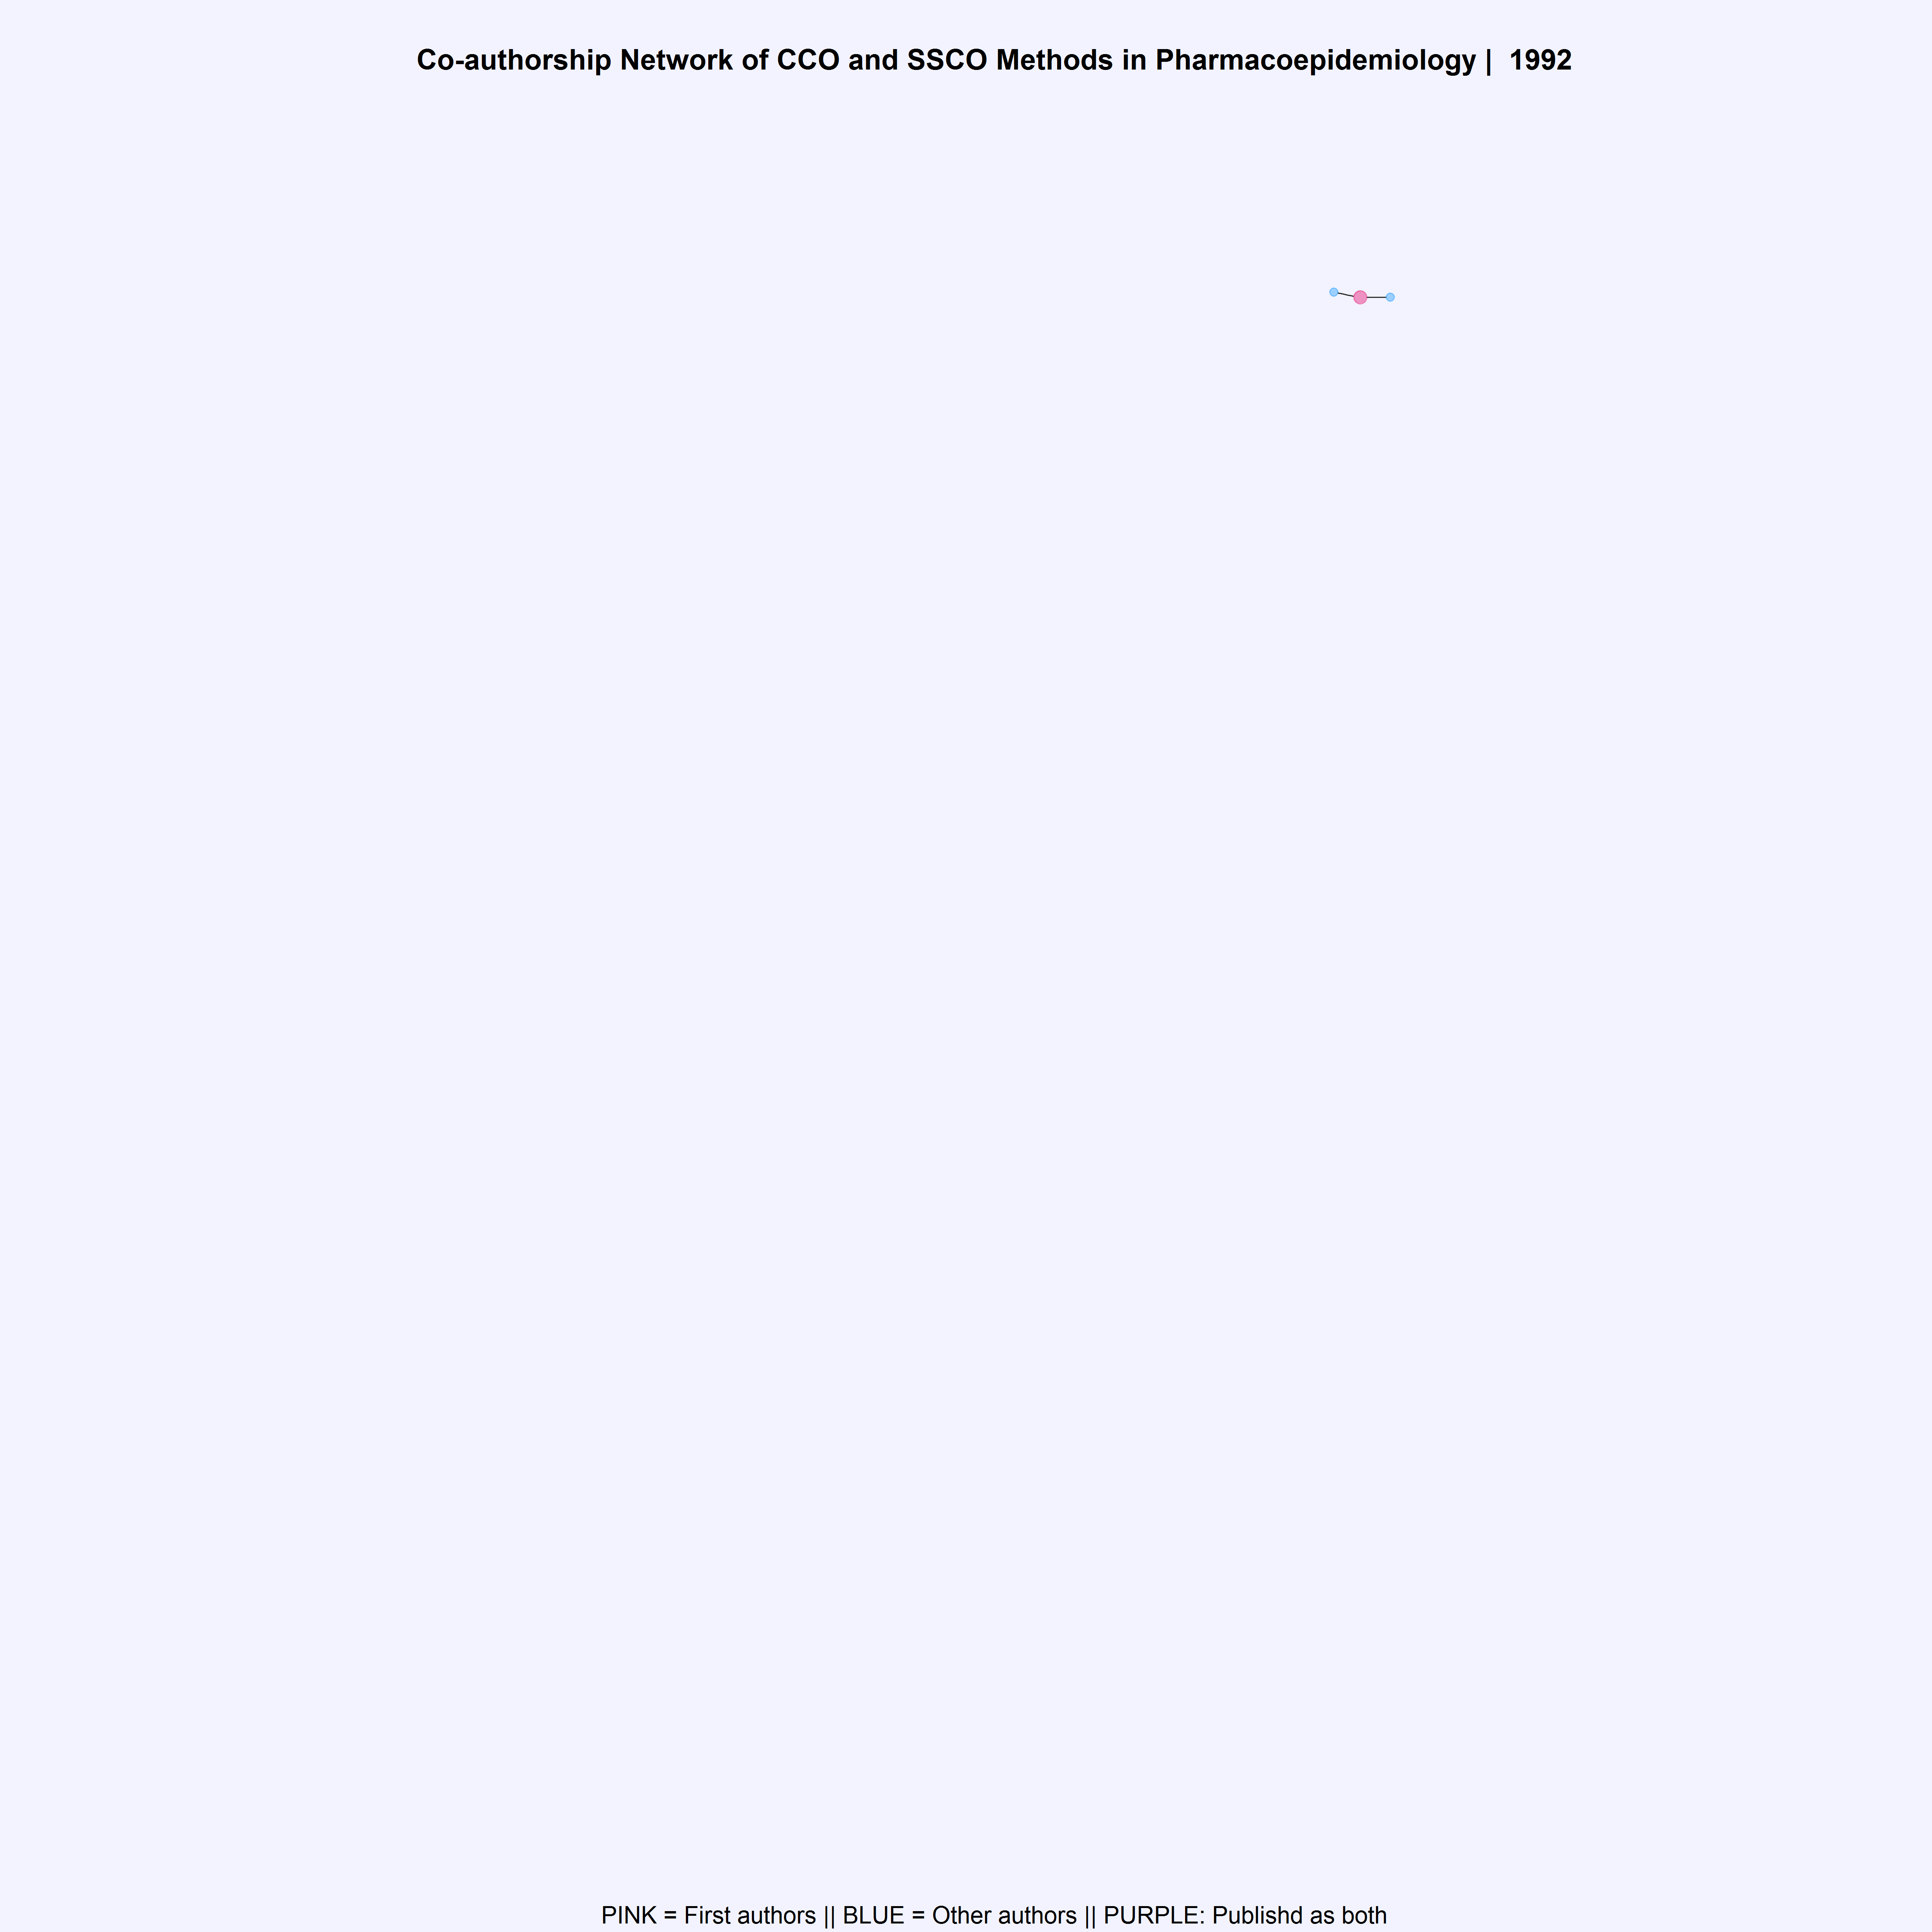 Co-authorship Network of CCO and SSCO Methods in Pharmacoepidemiology |  1992
PINK = First authors || BLUE = Other authors || PURPLE: Publishd as both